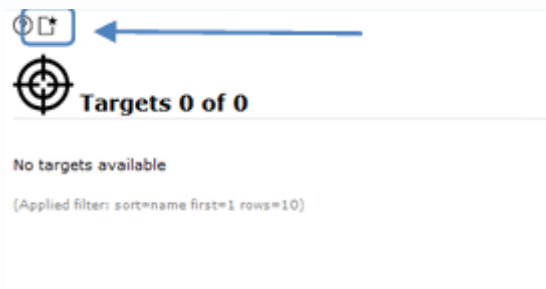 Targets 0 of 0
No targets available
(Applied filter: sort=name first=1 rows=10)